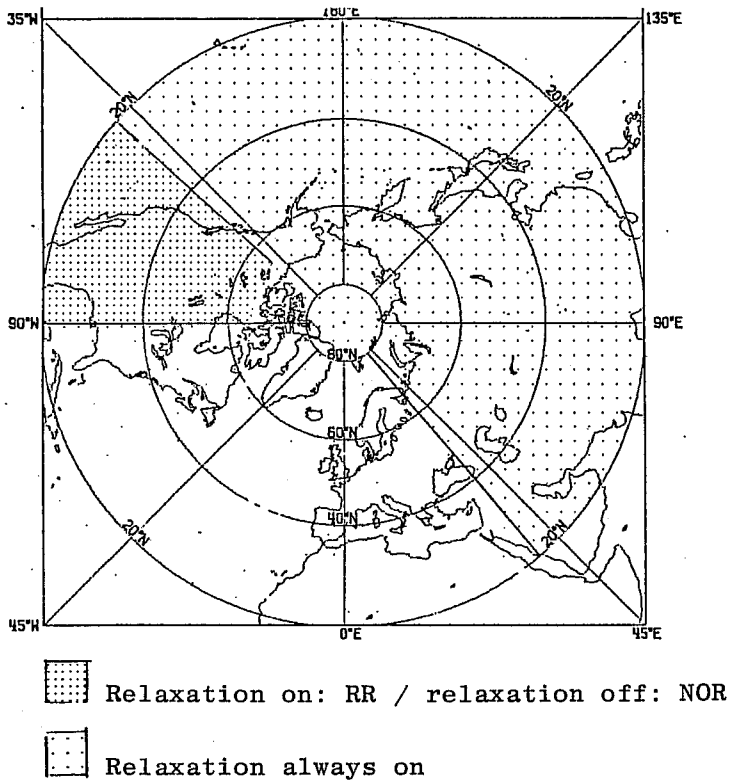 180°E
35°W
135°E
20°N
20°N
90°W
90°E
80°N
60°N
40°N
20°N
20°N
45°W
0°E
45°E
Relaxation on: RR / relaxation off: NOR
Relaxation always on